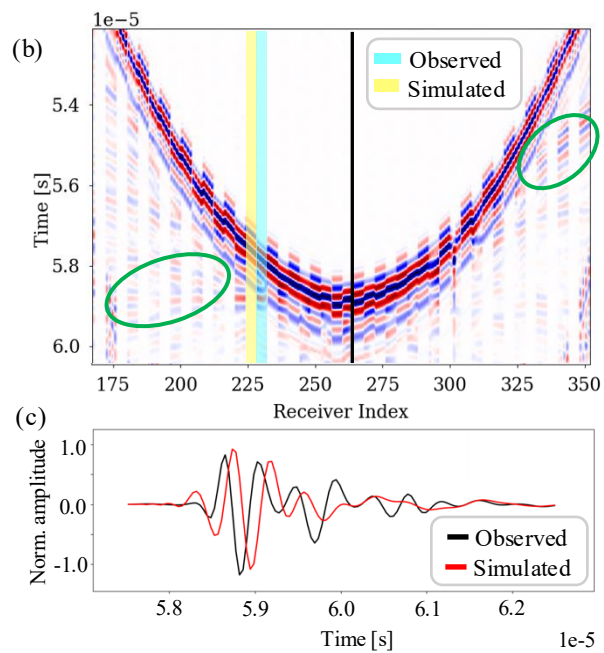 (b)
1e-5
Observed
Simulated
Time [s]
5.4
5.6
5.8
6.0
175 200 225 250 275 300 325 350
Receiver Index
(c)
Norm. amplitude
1.0
0.0
-1.0
Observed
Simulated
5.8 5.9 6.0 6.1 6.2
Time [s] 1e-5